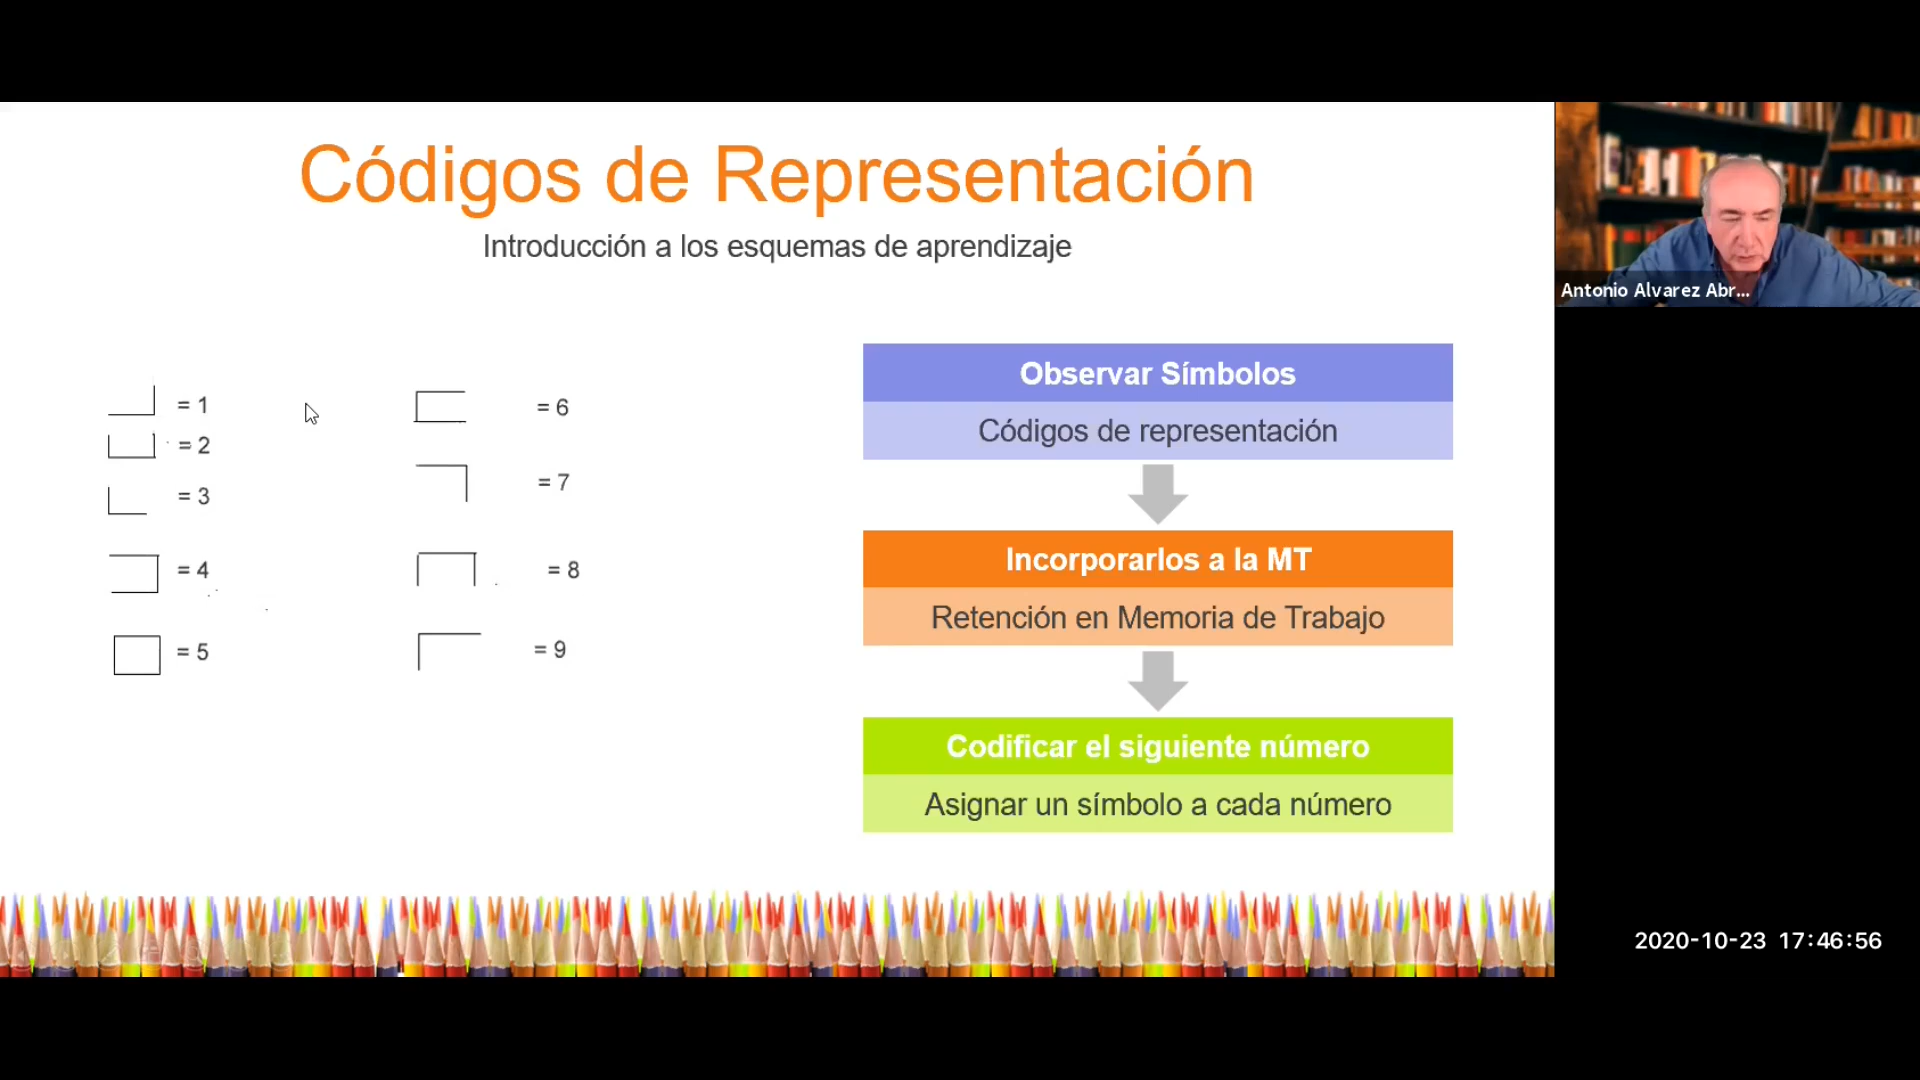 Códigos de Representación
Introducción a los esquemas de aprendizaje
= 1
= 2
= 3
= 4
= 5
= 6
= 7
= 8
= 9
Observar Símbolos
Códigos de representación
Incorporarlos a la MT
Retención en Memoria de Trabajo
Codificar el siguiente número
Asignar un símbolo a cada número
Antonio Alvarez Abr...
2020-10-23 17:46:56